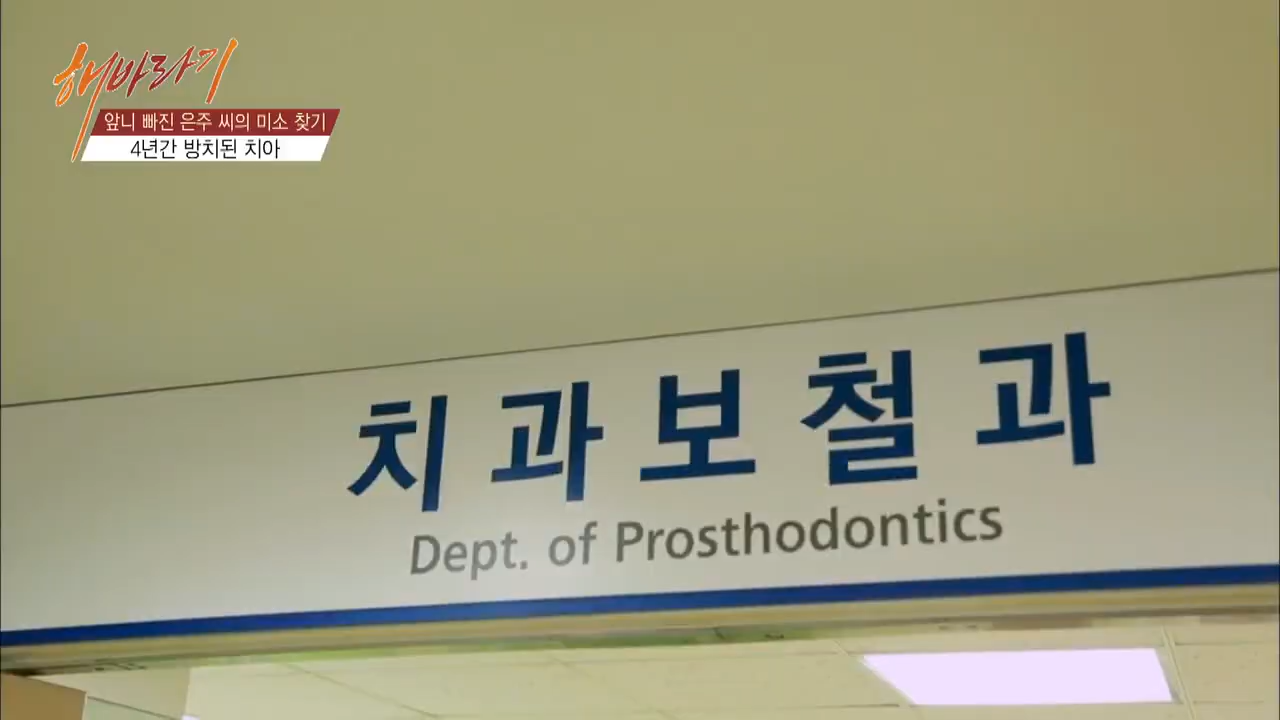 해바라기
앞니 빠진 은주 씨의 미소 찾기
4년간 방치된 치아
치과보철과
Dept. of Prosthodontics